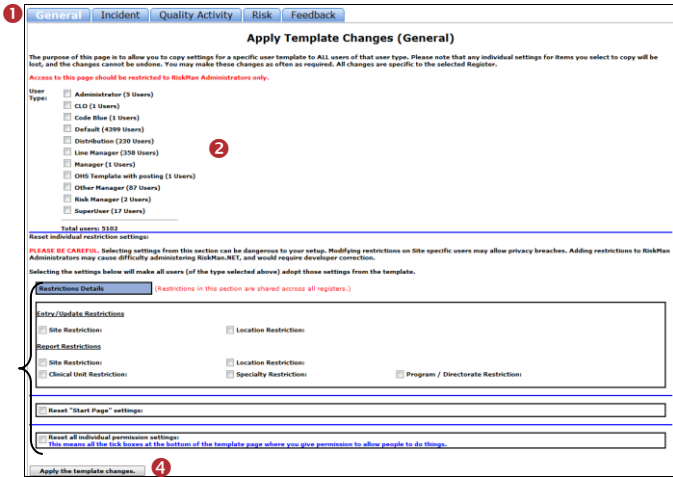 1 General Incident Quality Activity Risk Feedback
Apply Template Changes (General)
The purpose of this page is to allow you to copy settings for a specific user template to ALL users of that user type. Please note that any individual settings for items you select to copy will be
lost, and the changes cannot be undone. You may make these changes as often as required. All changes are specific to the selected Register.
Access to this page should be restricted to RiskMan Administrators only.
User
Type:
Administrator (5 Users)
CLO (1 Users)
Code Blue (1 Users)
Default (4399 Users)
Distribution (230 Users)
Line Manager (358 Users)
2
Manager (1 Users)
OHS Template with posting (1 Users)
Other Manager (87 Users)
Risk Manager (2 Users)
SuperUser (17 Users)
Total users: 5102
Reset individual restriction settings:
PLEASE BE CAREFUL. Selecting settings from this section can be dangerous to your setup. Modifying restrictions on Site specific users may allow privacy breaches. Adding restrictions to RiskMan
Administrators may cause difficulty administering RiskMan.NET, and would require developer correction.
Selecting the settings below will make all users (of the type selected above) adopt those settings from the template.
Restrictions Details (Restrictions in this section are shared accross all registers.)
Entry/Update Restrictions
Site Restriction: Location Restriction:
Report Restrictions
Site Restriction: Location Restriction:
Clinical Unit Restriction: Specialty Restriction: Program / Directorate Restriction:
Reset "Start Page" settings:
Reset all individual permission settings:
This means all the tick boxes at the bottom of the template page where you give permission to allow people to do things.
Apply the template changes. 4